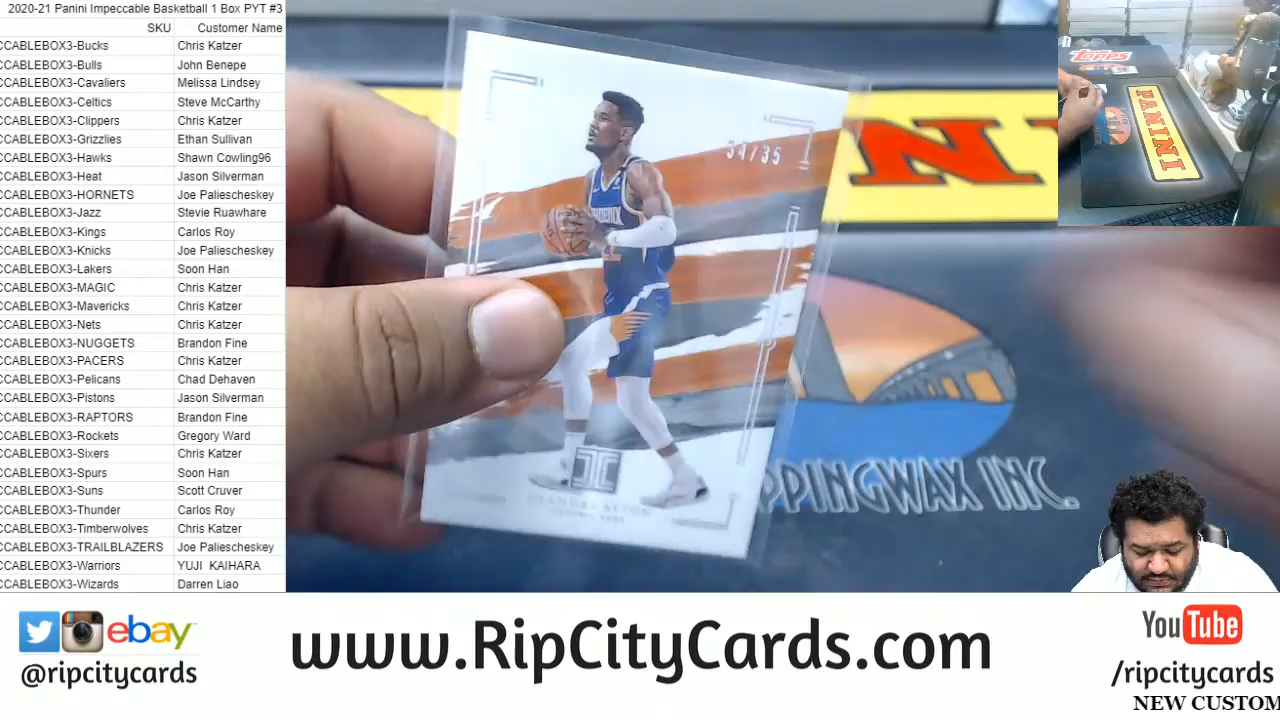 2020-21 Panini Impeccable Basketball 1 Box PYT #3
SKU Customer Name
CCABLEBOX3-Bucks Chris Katzer
CCABLEBOX3-Bulls John Benepe
CCABLEBOX3-Cavaliers Melissa Lindsey
CCABLEBOX3-Celtics Steve McCarthy
CCABLEBOX3-Clippers Chris Katzer
CCABLEBOX3-Grizzlies Ethan Sullivan
CCABLEBOX3-Hawks Shawn Cowling96
CCABLEBOX3-Heat Jason Silverman
CCABLEBOX3-HORNETS Joe Paliescheskey
CCABLEBOX3-Jazz Stevie Ruawhare
CCABLEBOX3-Kings Carlos Roy
CCABLEBOX3-Knicks Joe Paliescheskey
CCABLEBOX3-Lakers Soon Han
CCABLEBOX3-MAGIC Chris Katzer
CCABLEBOX3-Mavericks Chris Katzer
CCABLEBOX3-Nets Chris Katzer
CCABLEBOX3-NUGGETS Brandon Fine
CCABLEBOX3-PACERS Chris Katzer
CCABLEBOX3-Pelicans Chad Dehaven
CCABLEBOX3-Pistons Jason Silverman
CCABLEBOX3-RAPTORS Brandon Fine
CCABLEBOX3-Rockets Gregory Ward
CCABLEBOX3-Sixers Chris Katzer
CCABLEBOX3-Spurs Soon Han
CCABLEBOX3-Suns Scott Cruver
CCABLEBOX3-Thunder Carlos Roy
CCABLEBOX3-Timberwolves Chris Katzer
CCABLEBOX3-TRAILBLAZERS Joe Paliescheskey
CCABLEBOX3-Warriors YUJI KAIHARA
CCABLEBOX3-Wizards Darren Liao
34/35
PHOENIX
DEANDRE AYTON
NI
PPINGWAX INC.
topps
PANINI
ebay
@ripcitycards
www.RipCityCards.com
YouTube
/ripcitycards
NEW CUSTOM